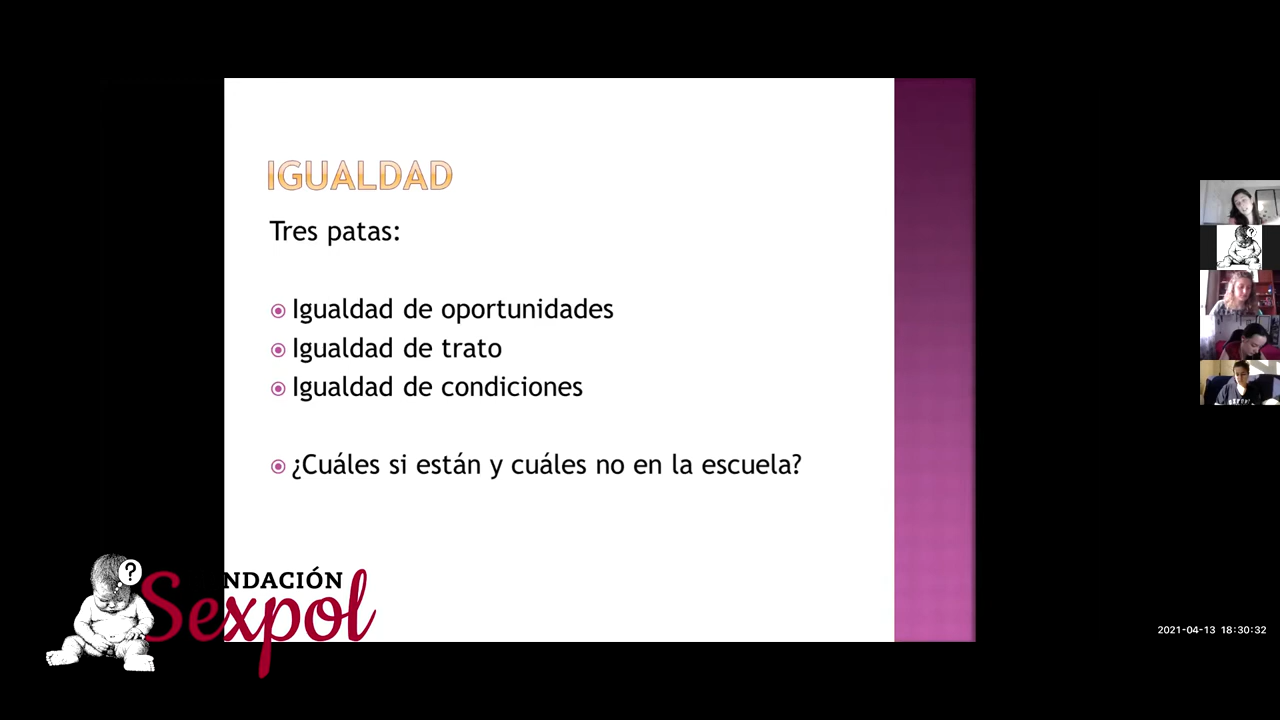 IGUALDAD
Tres patas:
Igualdad de oportunidades
Igualdad de trato
Igualdad de condiciones
¿Cuáles si están y cuáles no en la escuela?
?
NDACIÓN
Sexpol
2021-04-13 18:30:32